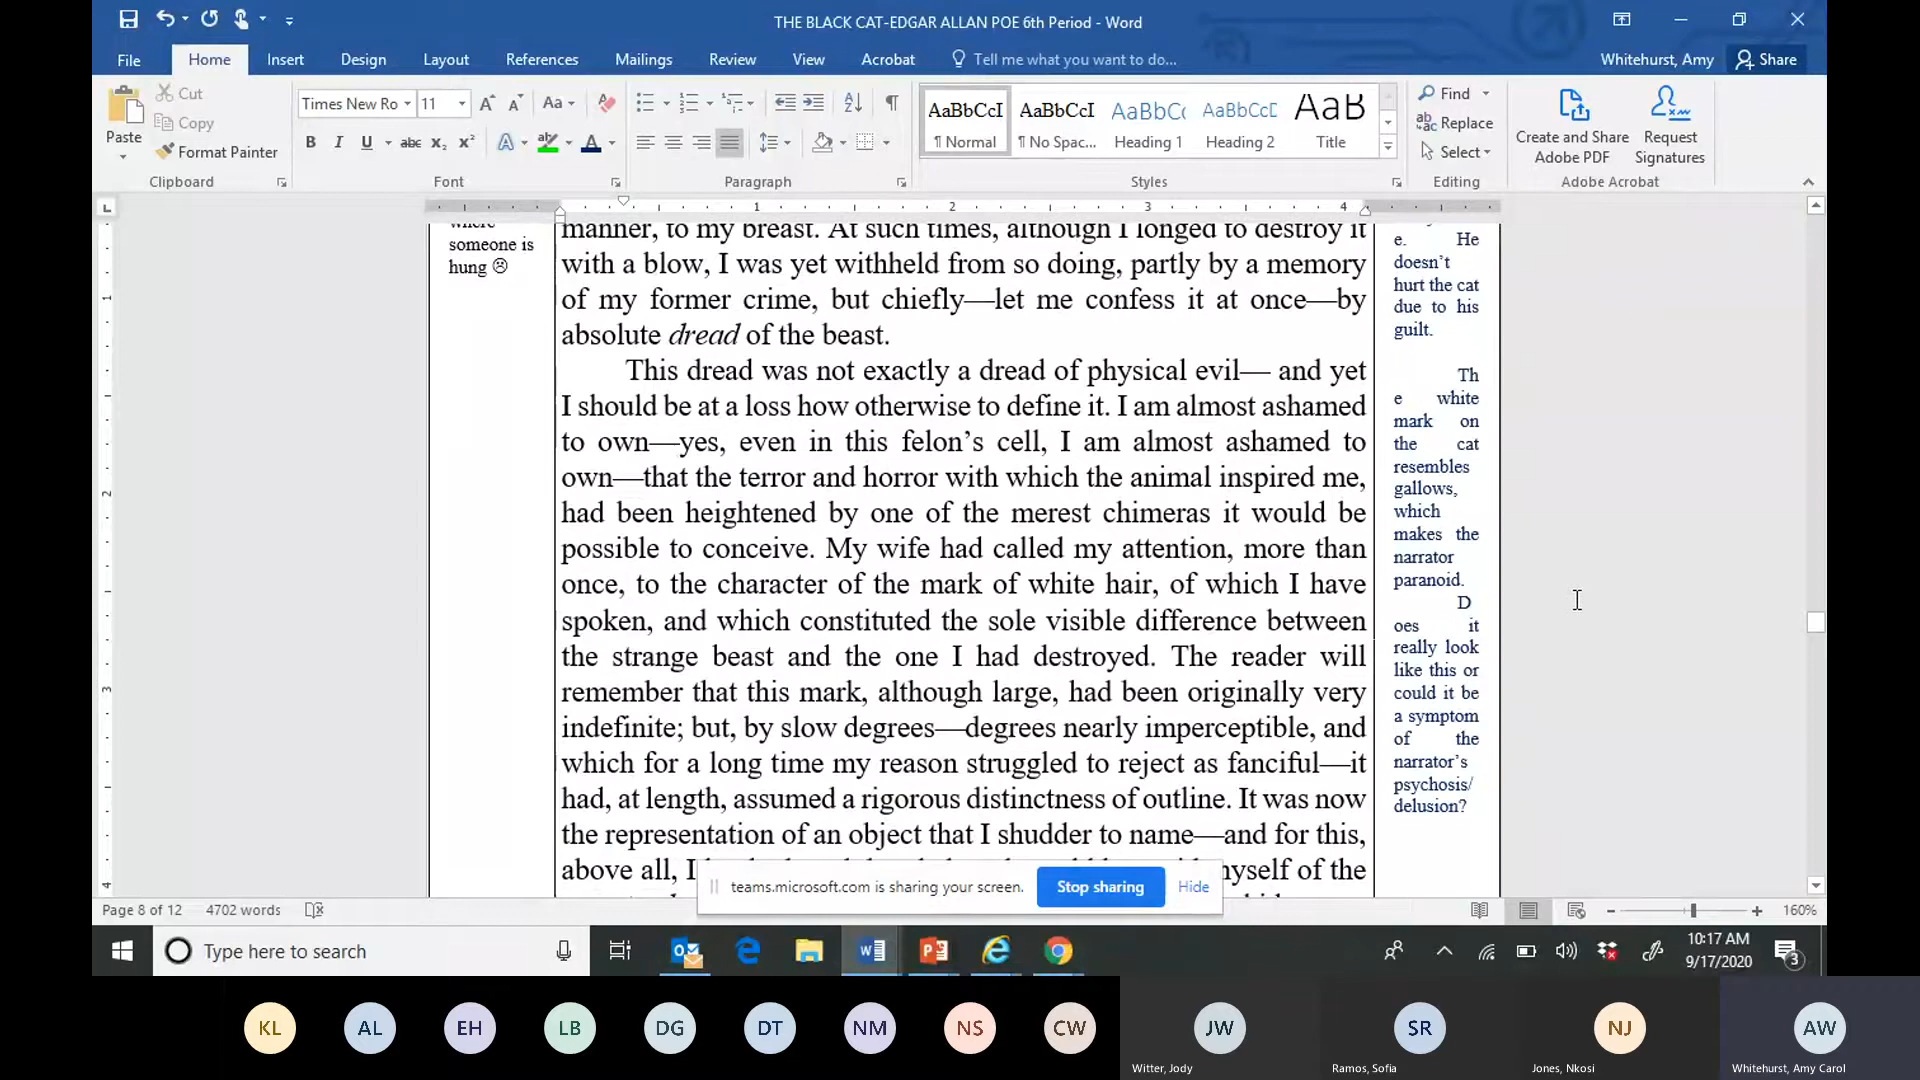 THE BLACK CAT-EDGAR ALLAN POE 6th Period - Word
File Home Insert Design Layout References Mailings Review View Acrobat Tell me what you want to do... Whitehurst, Amy Share
Paste
Cut
Copy
Format Painter
Clipboard
Times New Ro 11
Font
Paragraph
AaBbCcI AaBbCcI AaBbCc AaBbCcD AaB
¶ Normal ¶ No Spac... Heading 1 Heading 2 Title
Styles
Find
Replace
Select
Editing
Create and Share Adobe PDF
Request Signatures
Adobe Acrobat
1 2 3 4
where
someone is
hung ☹
manner, to my breast. At such times, although I longed to destroy it
with a blow, I was yet withheld from so doing, partly by a memory
of my former crime, but chiefly—let me confess it at once—by
absolute dread of the beast.
This dread was not exactly a dread of physical evil— and yet
I should be at a loss how otherwise to define it. I am almost ashamed
to own—yes, even in this felon’s cell, I am almost ashamed to
own—that the terror and horror with which the animal inspired me,
had been heightened by one of the merest chimeras it would be
possible to conceive. My wife had called my attention, more than
once, to the character of the mark of white hair, of which I have
spoken, and which constituted the sole visible difference between
the strange beast and the one I had destroyed. The reader will
remember that this mark, although large, had been originally very
indefinite; but, by slow degrees—degrees nearly imperceptible, and
which for a long time my reason struggled to reject as fanciful—it
had, at length, assumed a rigorous distinctness of outline. It was now
the representation of an object that I shudder to name—and for this,
above all, I myself of the
e. He
doesn’t
hurt the cat
due to his
guilt.
Th
e white
mark on
the cat
resembles
gallows,
which
makes the
narrator
paranoid.
D
oes it
really look
like this or
could it be
a symptom
of the
narrator’s
psychosis/
delusion?
teams.microsoft.com is sharing your screen. Stop sharing Hide
Page 8 of 12 4702 words 160%
Type here to search
10:17 AM
9/17/2020
3
KL AL EH LB DG DT NM NS CW JW SR NJ AW
Witter, Jody Ramos, Sofia Jones, Nkosi Whitehurst, Amy Carol